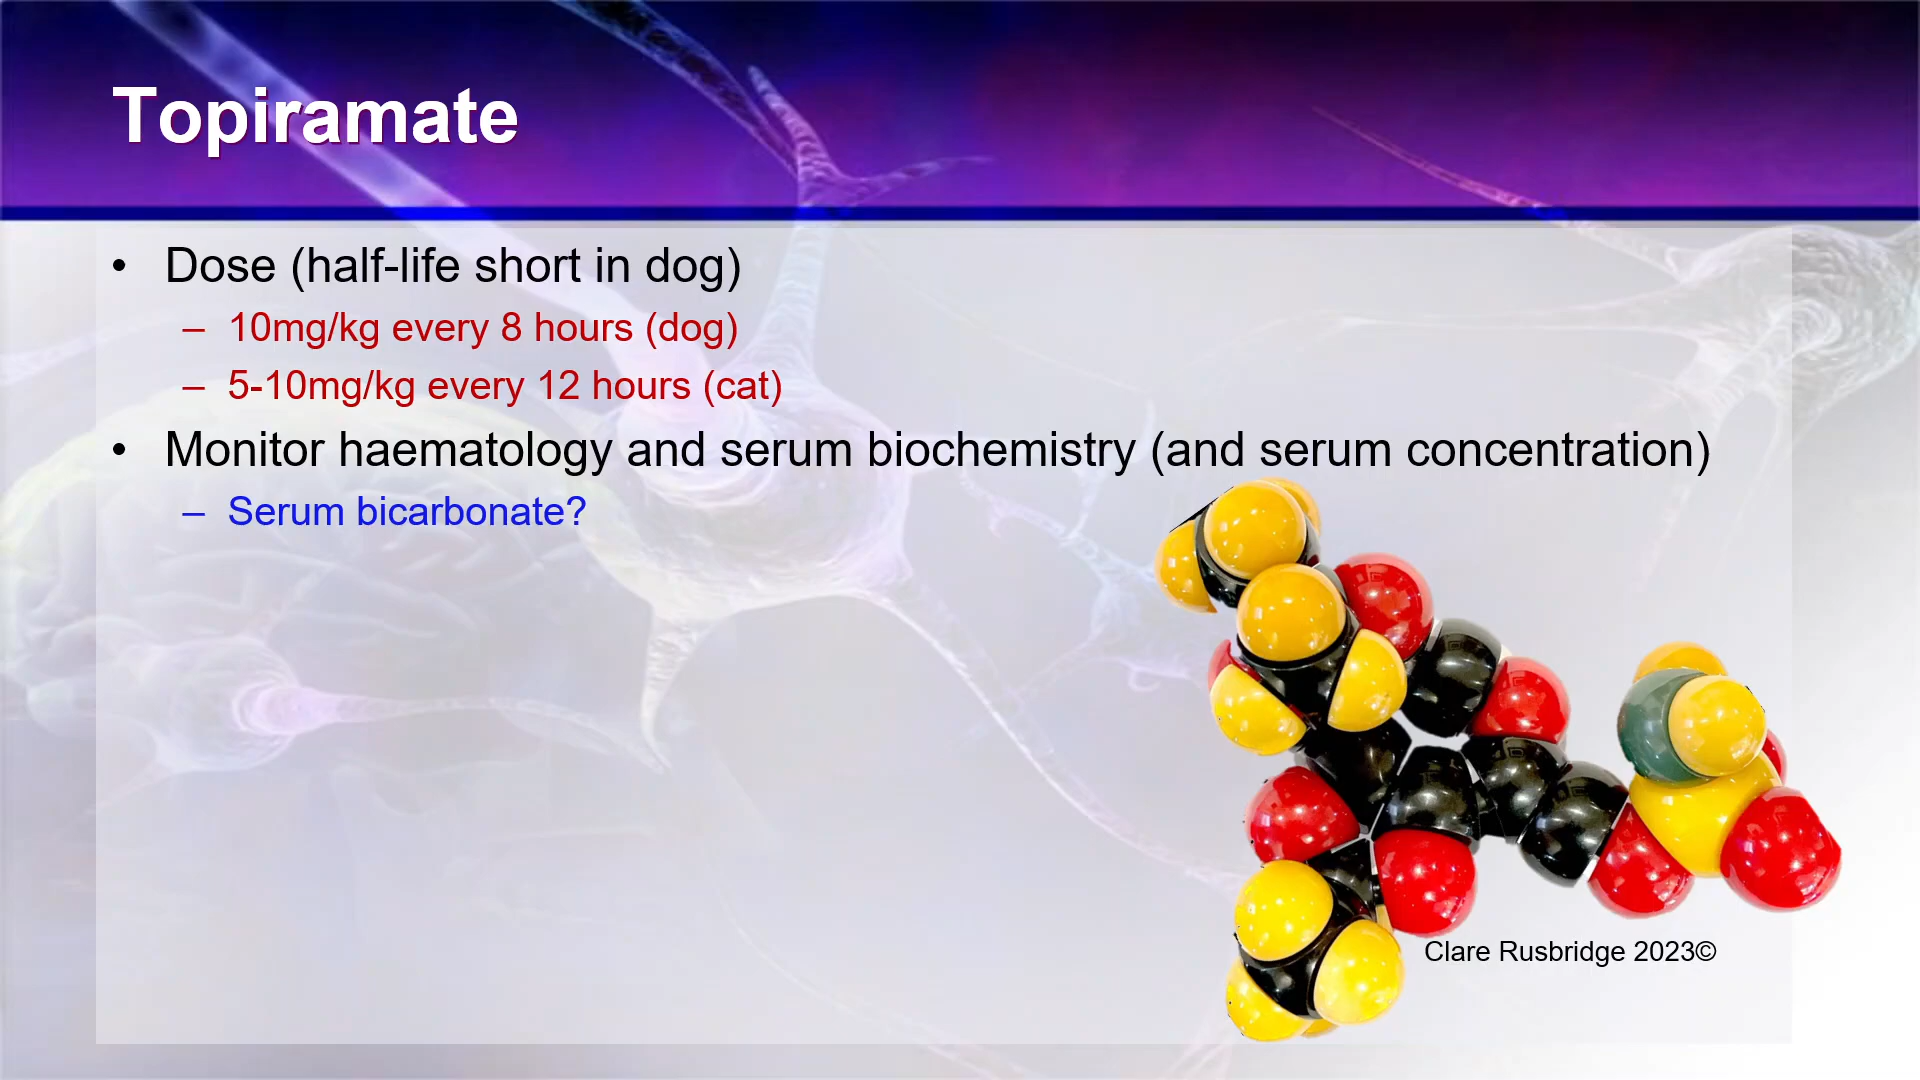 Topiramate
• Dose (half-life short in dog)
– 10mg/kg every 8 hours (dog)
– 5-10mg/kg every 12 hours (cat)
• Monitor haematology and serum biochemistry (and serum concentration)
– Serum bicarbonate?
Clare Rusbridge 2023©